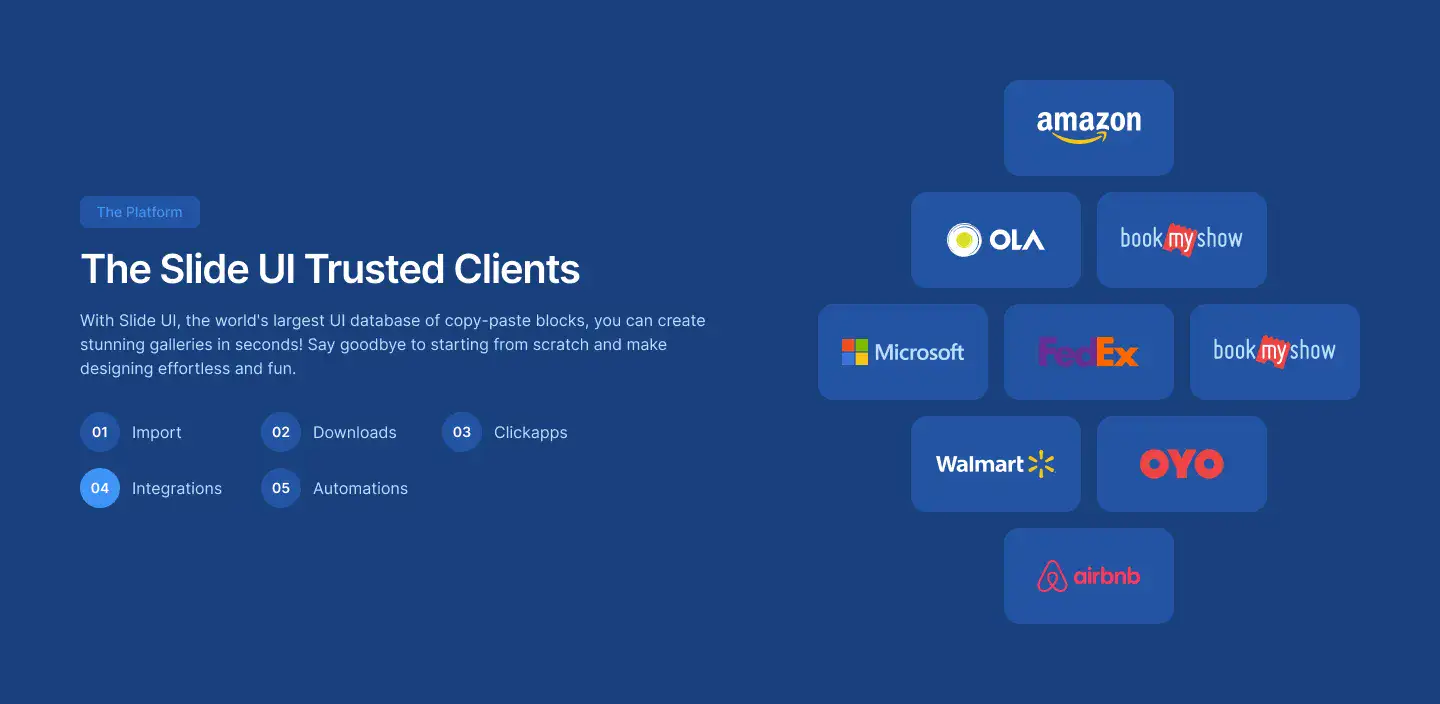 The Platform
The Slide UI Trusted Clients
With Slide UI, the world's largest UI database of copy-paste blocks, you can create
stunning galleries in seconds! Say goodbye to starting from scratch and make
designing effortless and fun.
01 Import
02 Downloads
03 Clickapps
04 Integrations
05 Automations
amazon
OLA
bookmyshow
Microsoft
FedEx
bookmyshow
Walmart
OYO
airbnb